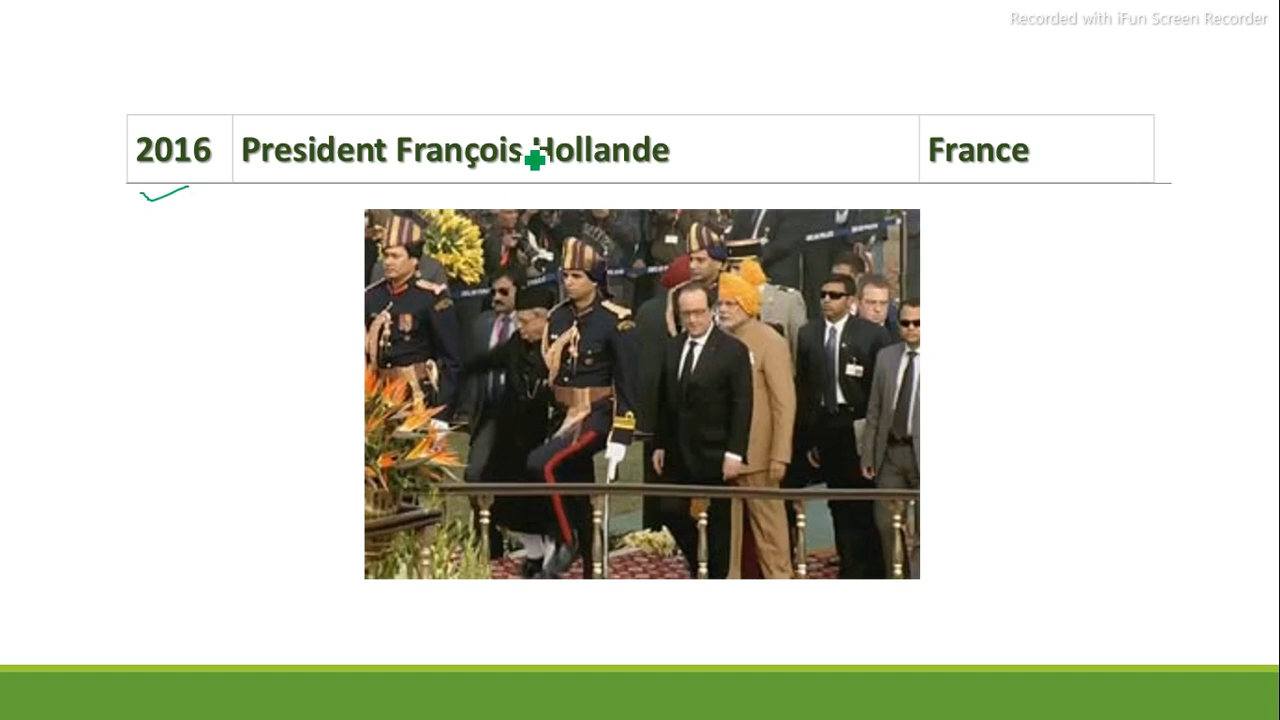 Recorded with iFun Screen Recorder
2016 President François Hollande France